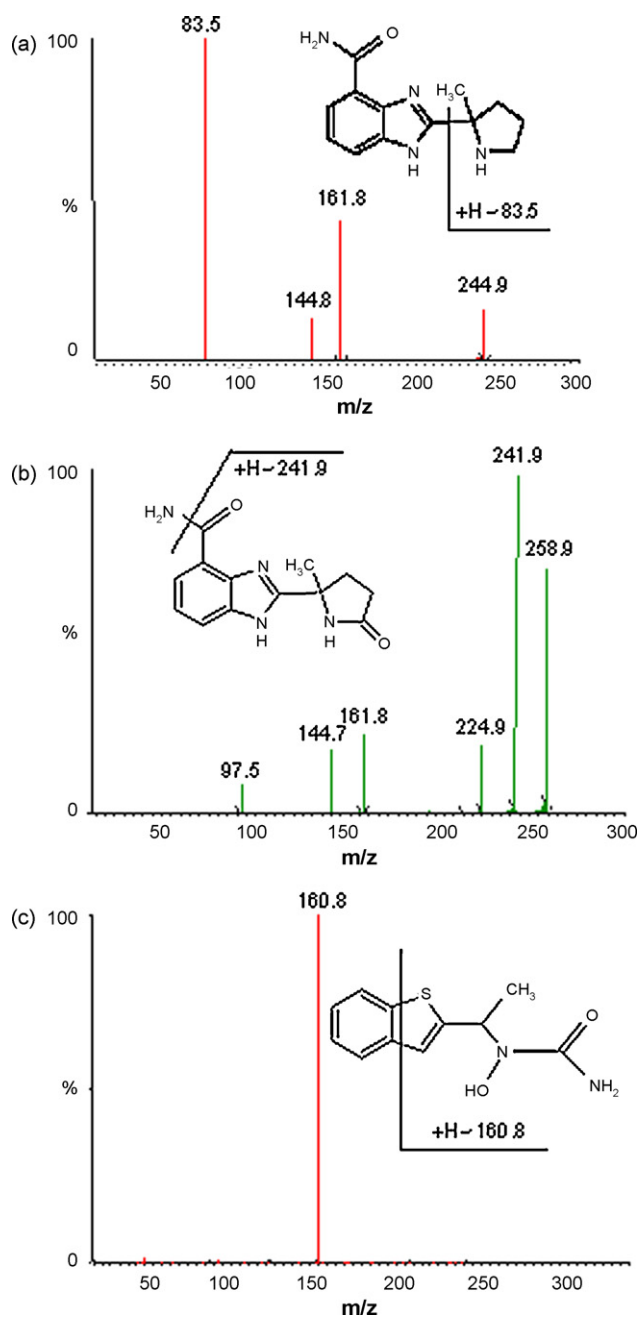 (a)
100
83.5
H₂N
O
H₃C
N
N
H
N
H
161.8
+H~83.5
%
144.8
244.9
0
50 100 150 200 250 300
m/z
(b)
100
+H~241.9
241.9
H₂N
O
258.9
N
H₃C
N
H
N
H
O
%
161.8
144.7
224.9
97.5
0
50 100 150 200 250 300
m/z
(c)
100
160.8
S
CH₃
O
N
HO
NH₂
%
+H~160.8
0
50 100 150 200 250 300
m/z